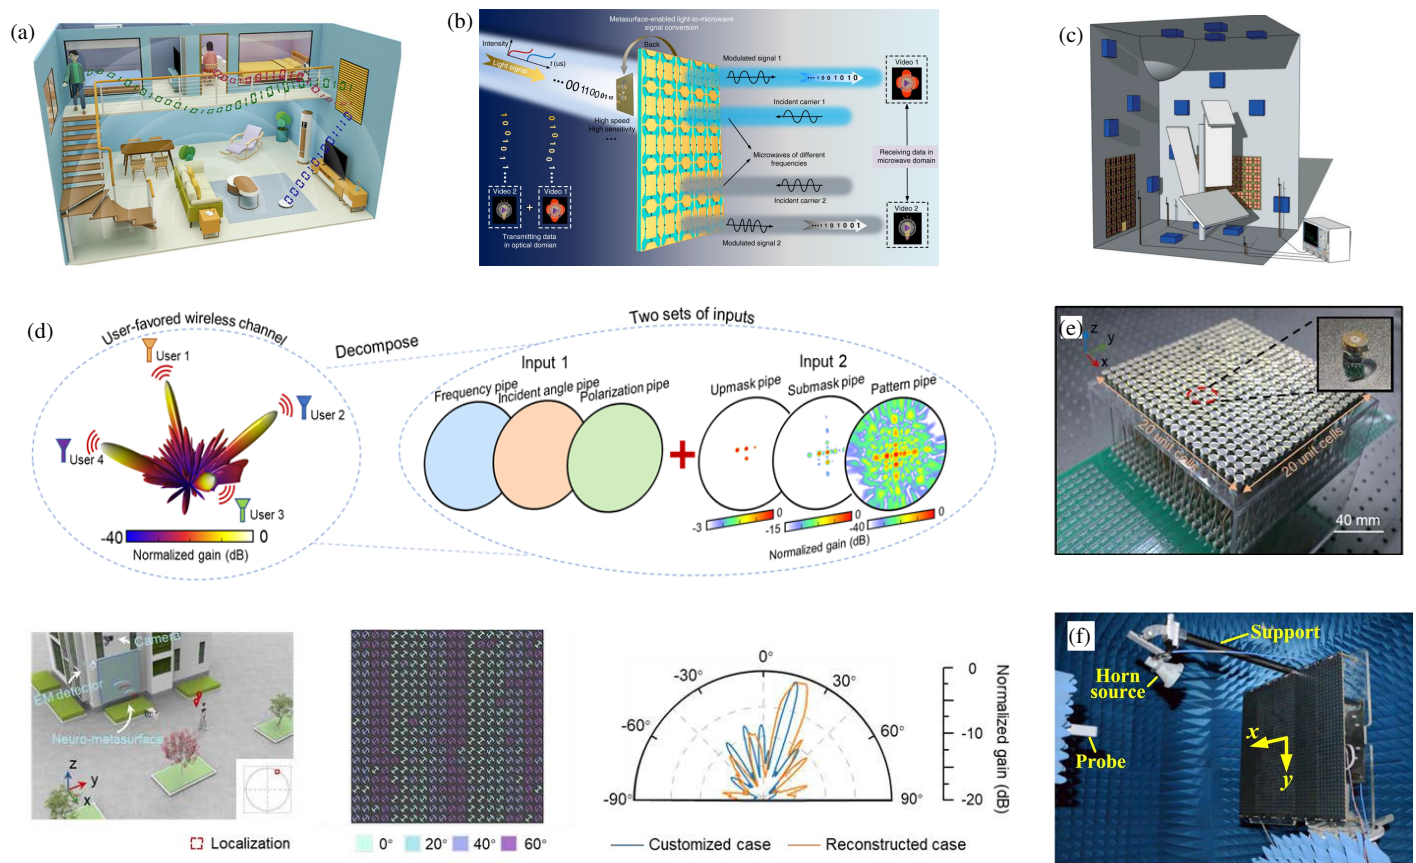 (a)
(b)
Metasurface-enabled light-to-microwave
signal conversion
Back
Intensity
t (us)
Light signal
High speed
High sensitivity
...
Video 2
Video 1
+
Transmitting data
in optical domian
Modulated signal 1
Incident carrier 1
Microwaves of different
frequencies
Incident carrier 2
Modulated signal 2
Video 1
Receiving data in
microwave domain
Video 2
(c)
(d)
User-favored wireless channel
User 1
User 2
User 4
User 3
-40
0
Normalized gain (dB)
Decompose
Two sets of inputs
Input 1
Input 2
Frequency pipe
Incident angle pipe
Polarization pipe
+
Upmask pipe
Submask pipe
Pattern pipe
-3
0
-15
0
-40
0
Normalized gain (dB)
(e)
z
y
x
20 unit cells
20 unit cells
40 mm
Camera
EM detector
Neuro-metasurface
z
y
x
Localization
0°
20°
40°
60°
0°
-30°
30°
-60°
60°
-90°
90°
0
-10
-20
Normalized gain (dB)
Customized case
Reconstructed case
(f)
Support
Horn
source
Probe
x
y